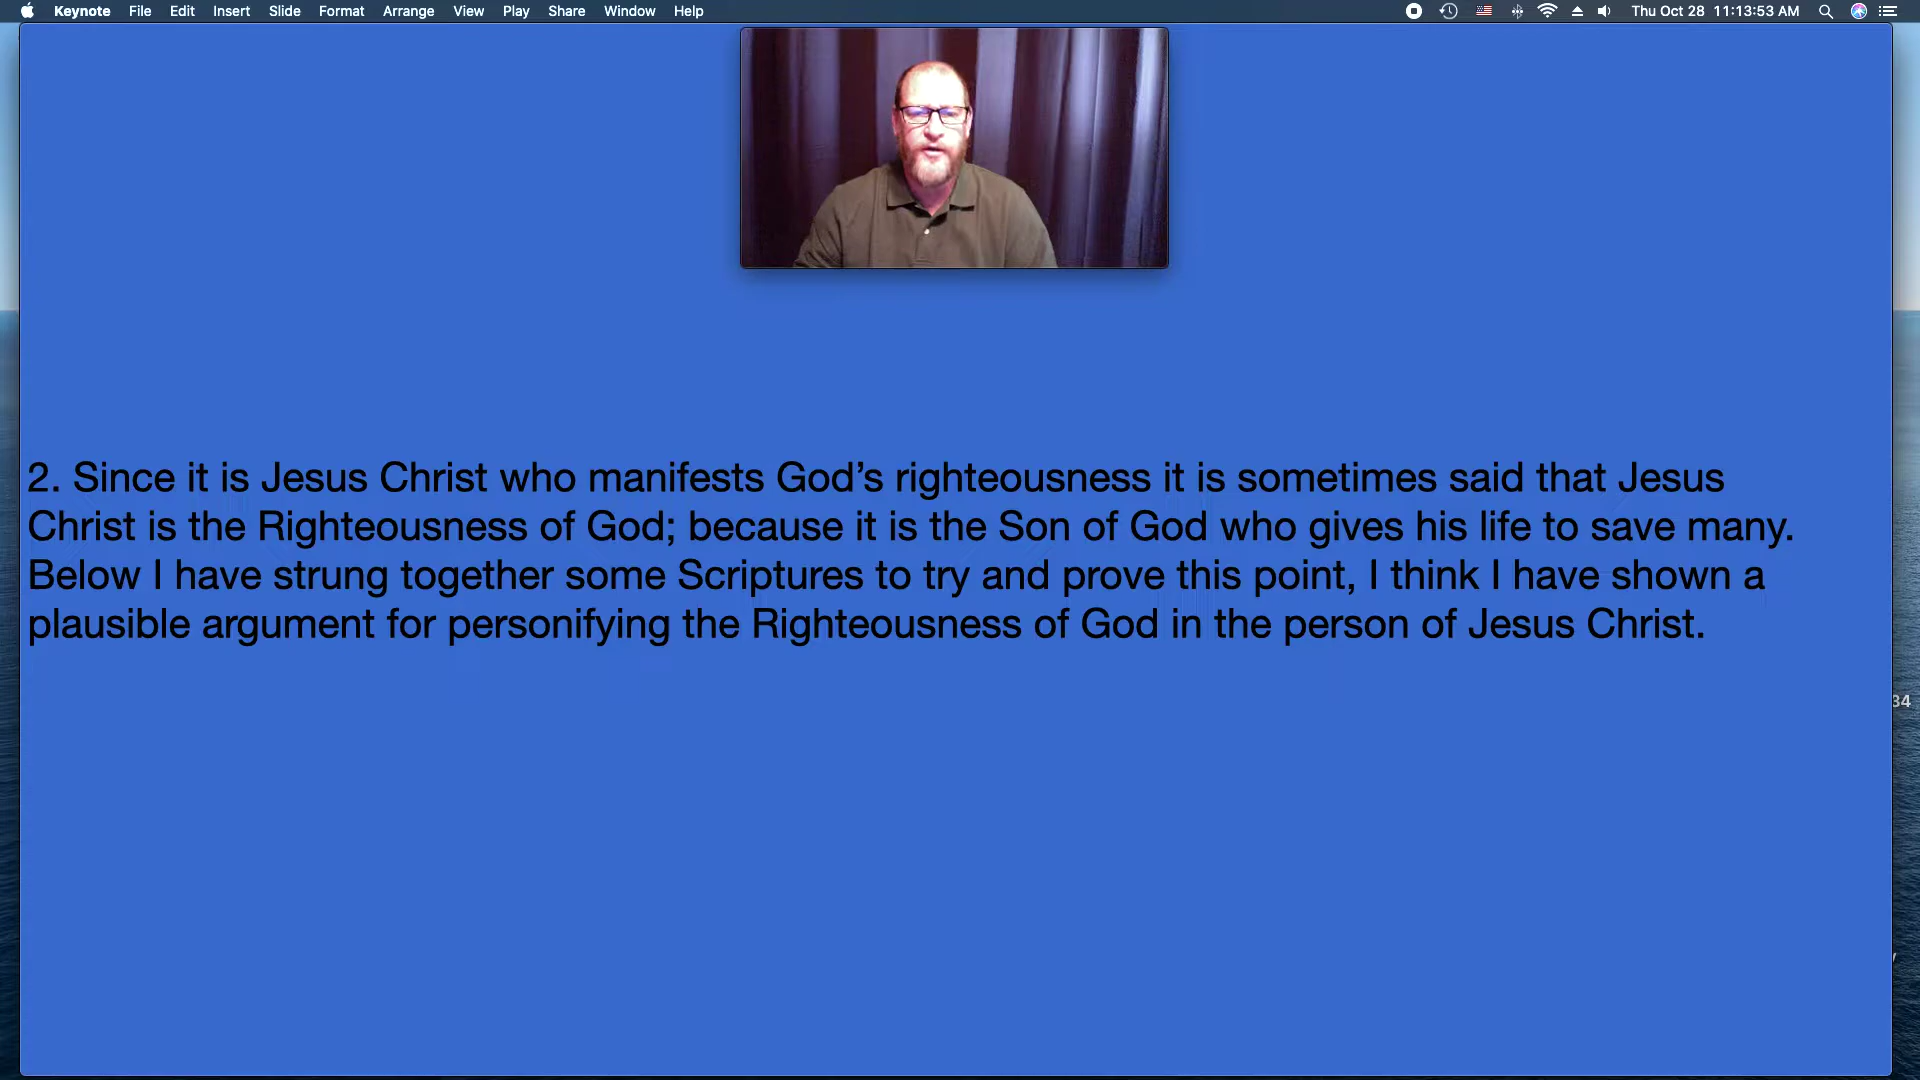 Keynote File Edit Insert Slide Format Arrange View Play Share Window Help Thu Oct 28 11:13:53 AM
2. Since it is Jesus Christ who manifests God’s righteousness it is sometimes said that Jesus
Christ is the Righteousness of God; because it is the Son of God who gives his life to save many.
Below I have strung together some Scriptures to try and prove this point, I think I have shown a
plausible argument for personifying the Righteousness of God in the person of Jesus Christ.
34